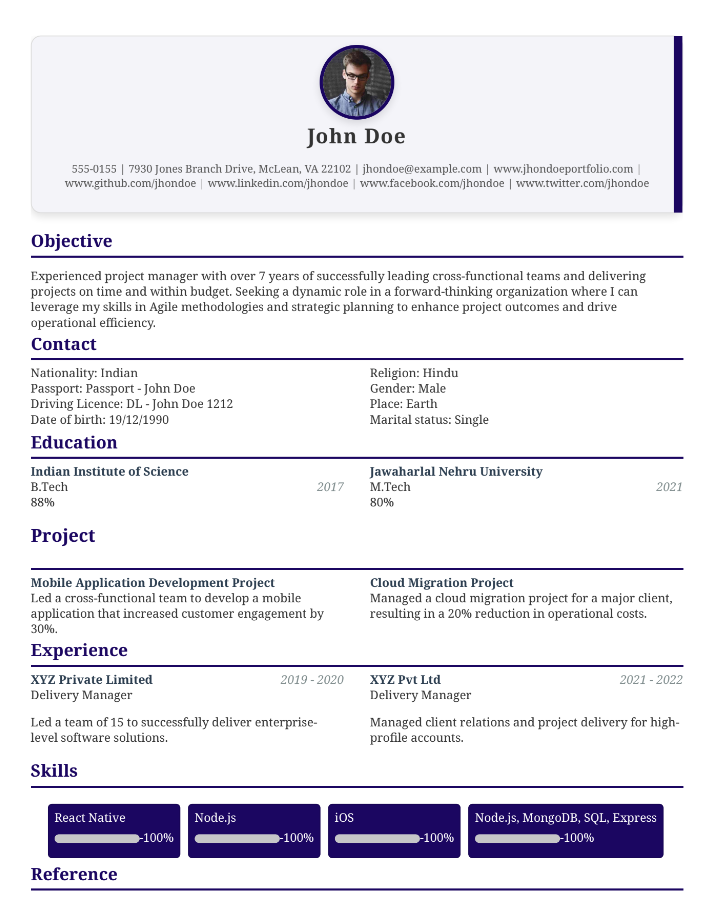 John Doe
555-0155 | 7930 Jones Branch Drive, McLean, VA 22102 | jhondoe@example.com | www.jhondoeportfolio.com |
www.github.com/jhondoe | www.linkedin.com/jhondoe | www.facebook.com/jhondoe | www.twitter.com/jhondoe
Objective
Experienced project manager with over 7 years of successfully leading cross-functional teams and delivering
projects on time and within budget. Seeking a dynamic role in a forward-thinking organization where I can
leverage my skills in Agile methodologies and strategic planning to enhance project outcomes and drive
operational efficiency.
Contact
Nationality: Indian
Passport: Passport - John Doe
Driving Licence: DL - John Doe 1212
Date of birth: 19/12/1990
Religion: Hindu
Gender: Male
Place: Earth
Marital status: Single
Education
Indian Institute of Science
B.Tech 2017
88%
Jawaharlal Nehru University
M.Tech 2021
80%
Project
Mobile Application Development Project
Led a cross-functional team to develop a mobile
application that increased customer engagement by
30%.
Cloud Migration Project
Managed a cloud migration project for a major client,
resulting in a 20% reduction in operational costs.
Experience
XYZ Private Limited 2019 - 2020
Delivery Manager
Led a team of 15 to successfully deliver enterprise-
level software solutions.
XYZ Pvt Ltd 2021 - 2022
Delivery Manager
Managed client relations and project delivery for high-
profile accounts.
Skills
React Native
-100%
Node.js
-100%
iOS
-100%
Node.js, MongoDB, SQL, Express
-100%
Reference